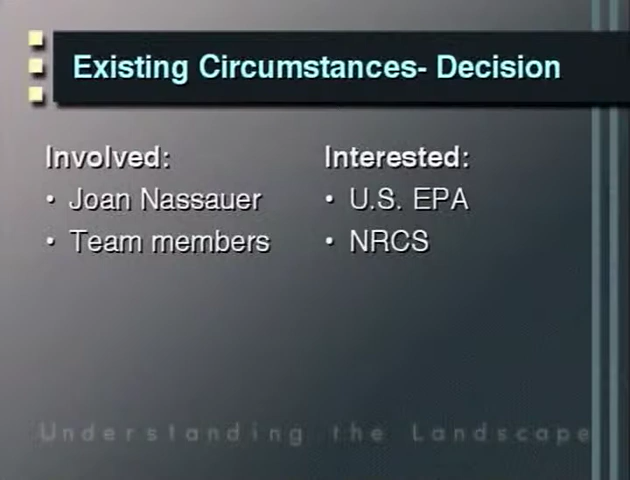 Existing Circumstances- Decision
Involved:
• Joan Nassauer
• Team members
Interested:
• U.S. EPA
• NRCS
Understanding the Landscape